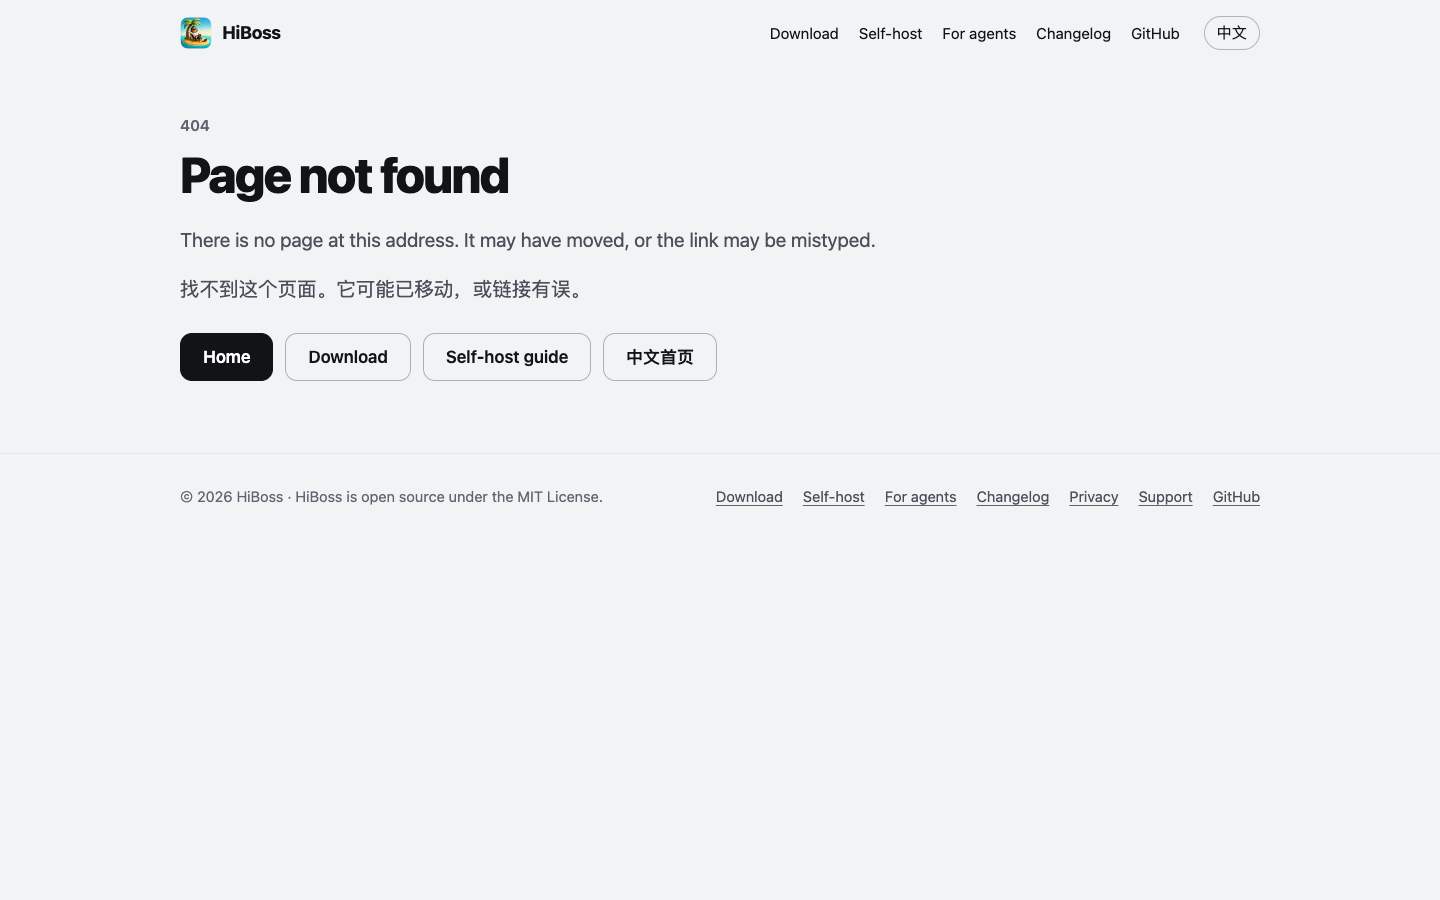 HiBoss
Download Self-host For agents Changelog GitHub 中文
404
Page not found
There is no page at this address. It may have moved, or the link may be mistyped.
找不到这个页面。它可能已移动，或链接有误。
Home Download Self-host guide 中文首页
© 2026 HiBoss · HiBoss is open source under the MIT License.
Download Self-host For agents Changelog Privacy Support GitHub